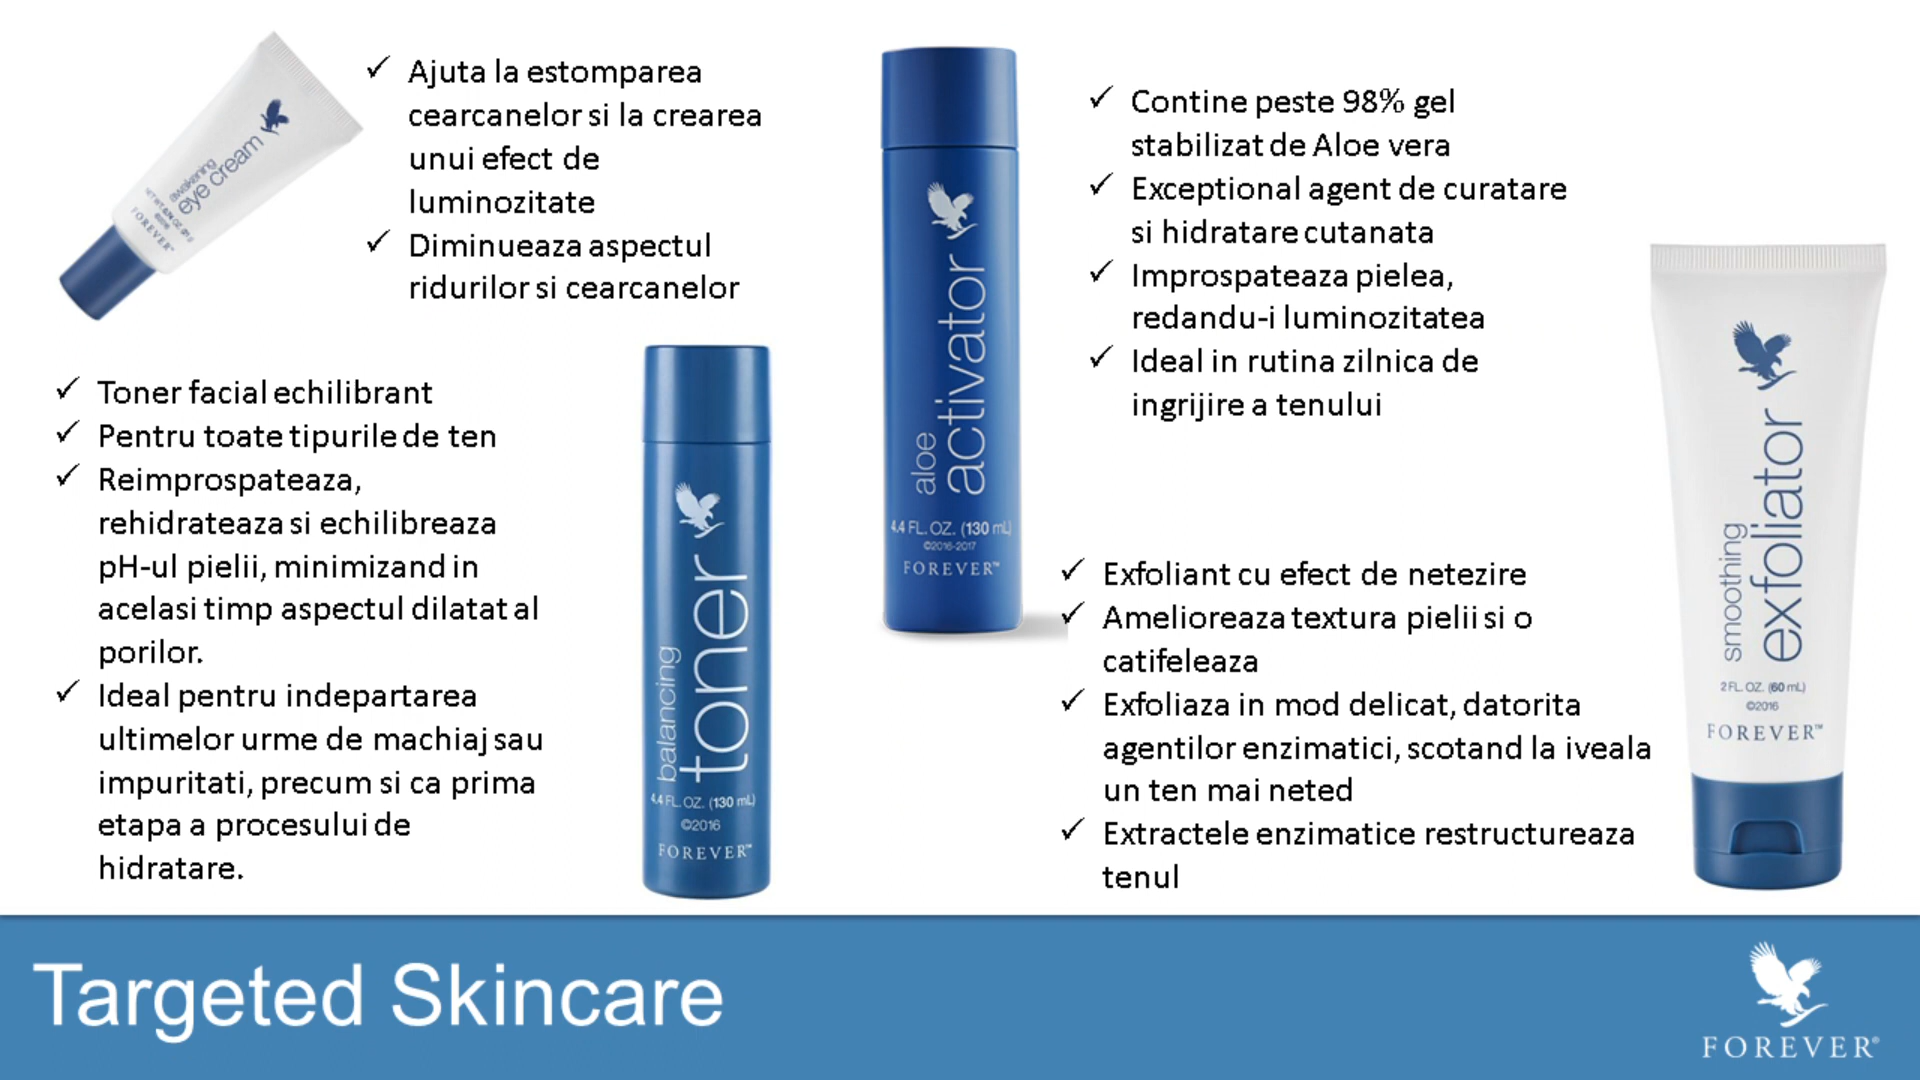 ✓ Ajuta la estomparea
cearcanelor si la crearea
unui efect de
luminozitate
✓ Diminueaza aspectul
ridurilor si cearcanelor
awakening
eye cream
FOREVER™
✓ Toner facial echilibrant
✓ Pentru toate tipurile de ten
✓ Reimprospateaza,
rehidrateaza si echilibreaza
pH-ul pielii, minimizand in
acelasi timp aspectul dilatat al
porilor.
✓ Ideal pentru indepartarea
ultimelor urme de machiaj sau
impuritati, precum si ca prima
etapa a procesului de
hidratare.
balancing
toner
4.4 FL. OZ. (130 mL)
©2016
FOREVER™
aloe
activator
4.4 FL. OZ. (130 mL)
©2016-2017
FOREVER™
✓ Contine peste 98% gel
stabilizat de Aloe vera
✓ Exceptional agent de curatare
si hidratare cutanata
✓ Improspateaza pielea,
redandu-i luminozitatea
✓ Ideal in rutina zilnica de
ingrijire a tenului
✓ Exfoliant cu efect de netezire
✓ Amelioreaza textura pielii si o
catifeleaza
✓ Exfoliaza in mod delicat, datorita
agentilor enzimatici, scotand la iveala
un ten mai neted
✓ Extractele enzimatice restructureaza
tenul
smoothing
exfoliator
2 FL. OZ. (60 mL)
©2016
FOREVER™
Targeted Skincare
FOREVER®